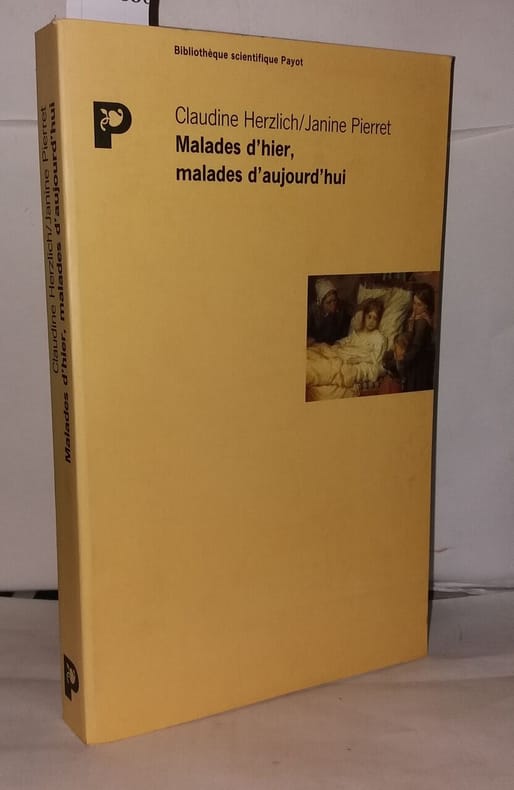 Bibliothèque scientifique Payot
P
Claudine Herzlich/Janine Pierret
Malades d'hier,
malades d'aujourd'hui
Claudine Herzlich/Janine Pierret
Malades d'hier, malades d'aujourd'hui
P